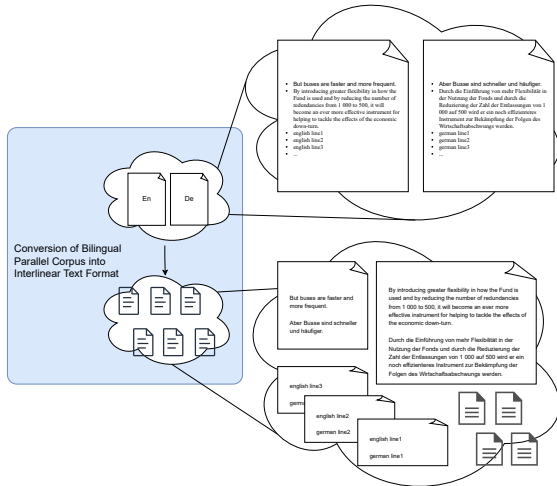 But buses are faster and more frequent.
By introducing greater flexibility in how the
Fund is used and by reducing the number of
redundancies from 1 000 to 500, it will
become an ever more effective instrument for
helping to tackle the effects of the economic
down-turn.
english line1
english line2
english line3
...
Aber Busse sind schneller und häufiger.
Durch die Einführung von mehr Flexibilität in
der Nutzung der Fonds und durch die
Reduzierung der Zahl der Entlassungen von 1
000 auf 500 wird er ein noch effizienteres
Instrument zur Bekämpfung der Folgen des
Wirtschaftsabschwungs werden.
german line1
german line2
german line3
...
En
De
Conversion of Bilingual
Parallel Corpus into
Interlinear Text Format
But buses are faster and
more frequent.
Aber Busse sind schneller
und häufiger.
By introducing greater flexibility in how the Fund is
used and by reducing the number of redundancies
from 1 000 to 500, it will become an ever more
effective instrument for helping to tackle the effects of
the economic down-turn.
Durch die Einführung von mehr Flexibilität in der
Nutzung der Fonds und durch die Reduzierung der
Zahl der Entlassungen von 1 000 auf 500 wird er ein
noch effizienteres Instrument zur Bekämpfung der
Folgen des Wirtschaftsabschwungs werden.
english line3
germa
english line2
german line2
english line1
german line1